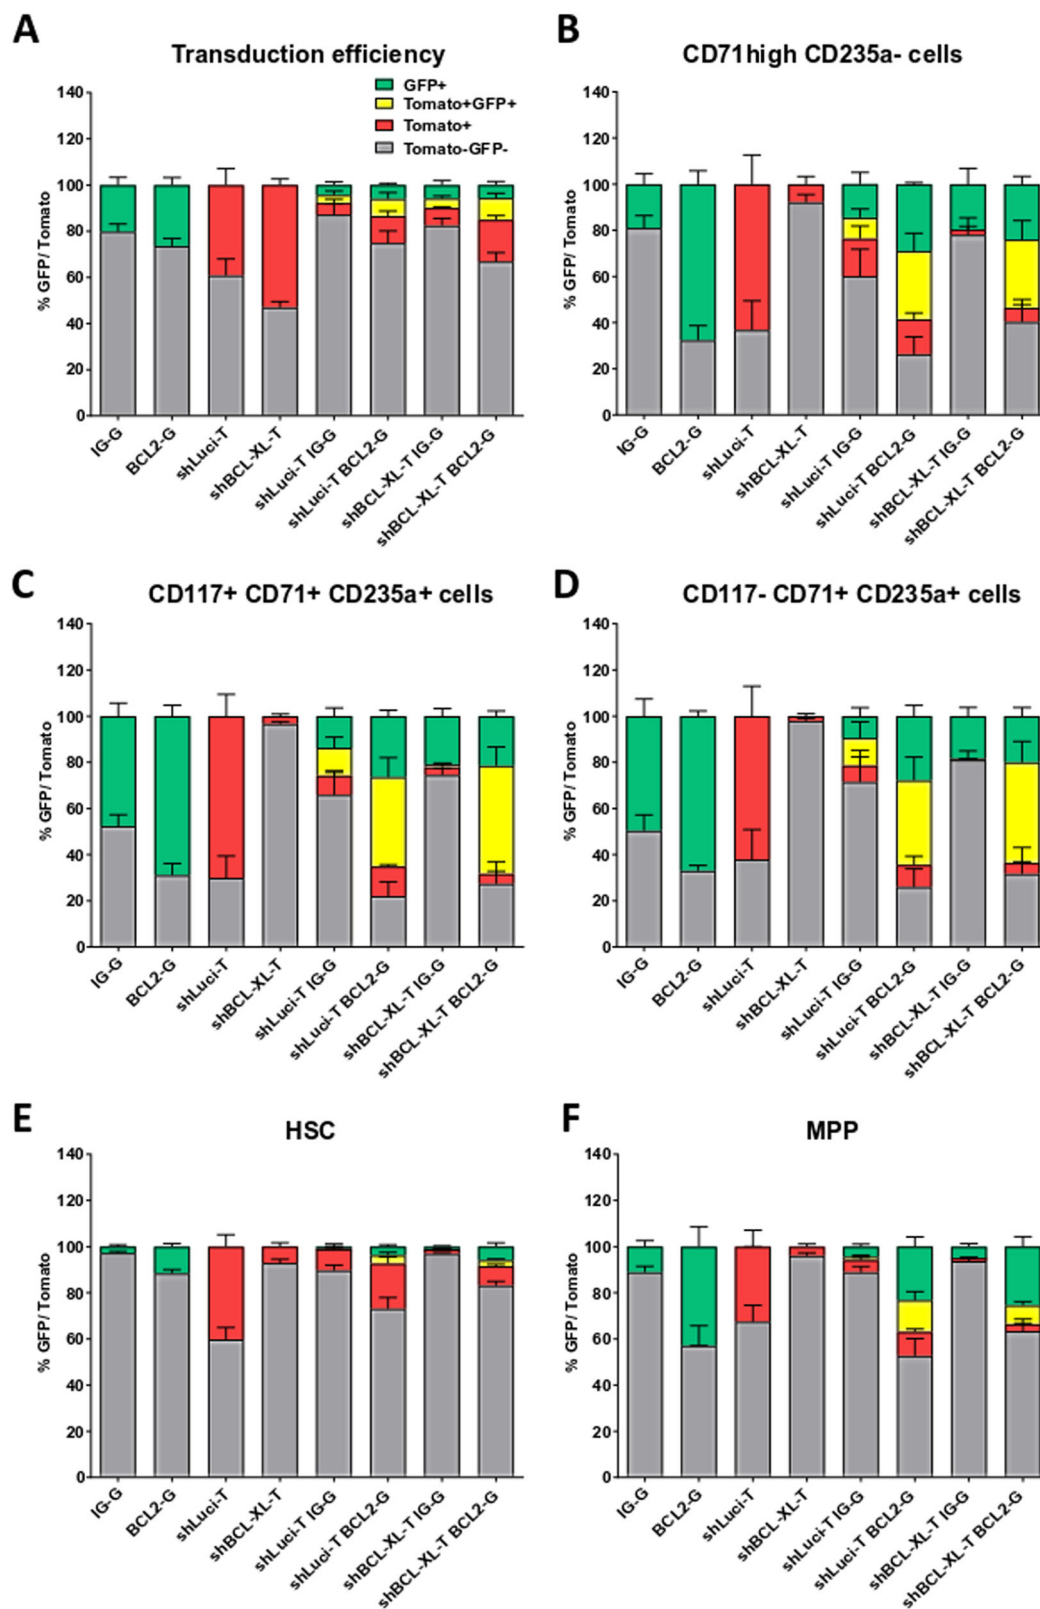 A
Transduction efficiency
GFP+
Tomato+GFP+
Tomato+
Tomato-GFP-
% GFP/ Tomato
140
120
100
80
60
40
20
0
IG-G
BCL2-G
shLuci-T
shBCL-XL-T
shLuci-T IG-G
shLuci-T BCL2-G
shBCL-XL-T IG-G
shBCL-XL-T BCL2-G
B
CD71high CD235a- cells
% GFP/ Tomato
140
120
100
80
60
40
20
0
IG-G
BCL2-G
shLuci-T
shBCL-XL-T
shLuci-T IG-G
shLuci-T BCL2-G
shBCL-XL-T IG-G
shBCL-XL-T BCL2-G
C
CD117+ CD71+ CD235a+ cells
% GFP/ Tomato
140
120
100
80
60
40
20
0
IG-G
BCL2-G
shLuci-T
shBCL-XL-T
shLuci-T IG-G
shLuci-T BCL2-G
shBCL-XL-T IG-G
shBCL-XL-T BCL2-G
D
CD117- CD71+ CD235a+ cells
% GFP/ Tomato
140
120
100
80
60
40
20
0
IG-G
BCL2-G
shLuci-T
shBCL-XL-T
shLuci-T IG-G
shLuci-T BCL2-G
shBCL-XL-T IG-G
shBCL-XL-T BCL2-G
E
HSC
% GFP/ Tomato
140
120
100
80
60
40
20
0
IG-G
BCL2-G
shLuci-T
shBCL-XL-T
shLuci-T IG-G
shLuci-T BCL2-G
shBCL-XL-T IG-G
shBCL-XL-T BCL2-G
F
MPP
% GFP/ Tomato
140
120
100
80
60
40
20
0
IG-G
BCL2-G
shLuci-T
shBCL-XL-T
shLuci-T IG-G
shLuci-T BCL2-G
shBCL-XL-T IG-G
shBCL-XL-T BCL2-G